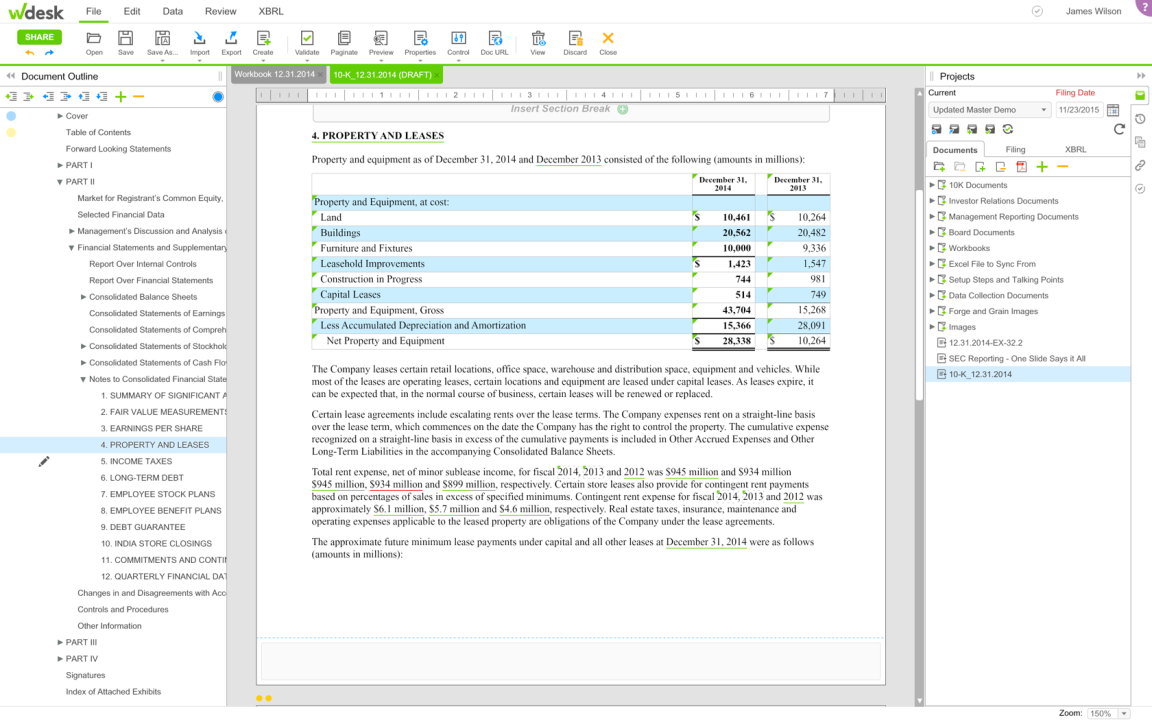 wdesk File Edit Data Review XBRL James Wilson ?
SHARE Open Save Save As... Import Export Create Validate Paginate Preview Properties Control Doc URL View Discard Close
Document Outline
Cover
Table of Contents
Forward Looking Statements
PART I
PART II
Market for Registrant's Common Equity,
Selected Financial Data
Management's Discussion and Analysis
Financial Statements and Supplementary
Report Over Internal Controls
Report Over Financial Statements
Consolidated Balance Sheets
Consolidated Statements of Earnings
Consolidated Statements of Compreh
Consolidated Statements of Stockhol
Consolidated Statements of Cash Flo
Notes to Consolidated Financial State
1. SUMMARY OF SIGNIFICANT A
2. FAIR VALUE MEASUREMENTS
3. EARNINGS PER SHARE
4. PROPERTY AND LEASES
5. INCOME TAXES
6. LONG-TERM DEBT
7. EMPLOYEE STOCK PLANS
8. EMPLOYEE BENEFIT PLANS
9. DEBT GUARANTEE
10. INDIA STORE CLOSINGS
11. COMMITMENTS AND CONTI
12. QUARTERLY FINANCIAL DA
Changes in and Disagreements with Acc
Controls and Procedures
Other Information
PART III
PART IV
Signatures
Index of Attached Exhibits
Workbook 12.31.2014 10-K_12.31.2014 (DRAFT)
1 2 3 4 5 6 7
Insert Section Break
4. PROPERTY AND LEASES
Property and equipment as of December 31, 2014 and December 2013 consisted of the following (amounts in millions):
December 31, 2014 December 31, 2013
Property and Equipment, at cost:
Land $ 10,461 $ 10,264
Buildings 20,562 20,482
Furniture and Fixtures 10,000 9,336
Leasehold Improvements $ 1,423 1,547
Construction in Progress 744 981
Capital Leases 514 749
Property and Equipment, Gross 43,704 15,268
Less Accumulated Depreciation and Amortization 15,366 28,091
Net Property and Equipment $ 28,338 $ 10,264
The Company leases certain retail locations, office space, warehouse and distribution space, equipment and vehicles. While
most of the leases are operating leases, certain locations and equipment are leased under capital leases. As leases expire, it
can be expected that, in the normal course of business, certain leases will be renewed or replaced.
Certain lease agreements include escalating rents over the lease terms. The Company expenses rent on a straight-line basis
over the lease term, which commences on the date the Company has the right to control the property. The cumulative expense
recognized on a straight-line basis in excess of the cumulative payments is included in Other Accrued Expenses and Other
Long-Term Liabilities in the accompanying Consolidated Balance Sheets.
Total rent expense, net of minor sublease income, for fiscal 2014, 2013 and 2012 was $945 million and $934 million
$945 million, $934 million and $899 million, respectively. Certain store leases also provide for contingent rent payments
based on percentages of sales in excess of specified minimums. Contingent rent expense for fiscal 2014, 2013 and 2012 was
approximately $6.1 million, $5.7 million and $4.6 million, respectively. Real estate taxes, insurance, maintenance and
operating expenses applicable to the leased property are obligations of the Company under the lease agreements.
The approximate future minimum lease payments under capital and all other leases at December 31, 2014 were as follows
(amounts in millions):
Projects
Current Filing Date
Updated Master Demo 11/23/2015
Documents Filing XBRL
10K Documents
Investor Relations Documents
Management Reporting Documents
Board Documents
Workbooks
Excel File to Sync From
Setup Steps and Talking Points
Data Collection Documents
Forge and Grain Images
Images
12.31.2014-EX-32.2
SEC Reporting - One Slide Says it All
10-K_12.31.2014
Zoom: 150%